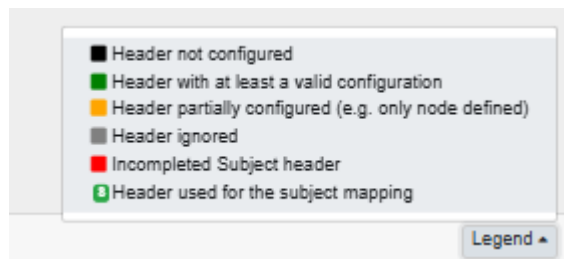 Header not configured
Header with at least a valid configuration
Header partially configured (e.g. only node defined)
Header ignored
Incompleted Subject header
Header used for the subject mapping
Legend